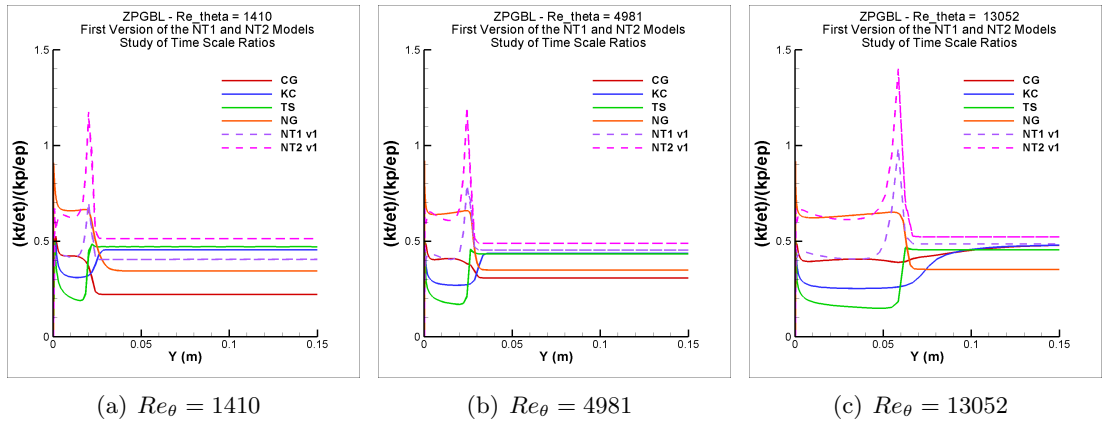 ZPGBL - Re_theta = 1410
First Version of the NT1 and NT2 Models
Study of Time Scale Ratios
1.5
1
0.5
0
(kt/et)/(kp/ep)
CG
KC
TS
NG
NT1 v1
NT2 v1
0
0.05
0.1
0.15
Y (m)
(a) Reθ = 1410
ZPGBL - Re_theta = 4981
First Version of the NT1 and NT2 Models
Study of Time Scale Ratios
1.5
1
0.5
0
(kt/et)/(kp/ep)
CG
KC
TS
NG
NT1 v1
NT2 v1
0
0.05
0.1
0.15
Y (m)
(b) Reθ = 4981
ZPGBL - Re_theta = 13052
First Version of the NT1 and NT2 Models
Study of Time Scale Ratios
1.5
1
0.5
0
(kt/et)/(kp/ep)
CG
KC
TS
NG
NT1 v1
NT2 v1
0
0.05
0.1
0.15
Y (m)
(c) Reθ = 13052